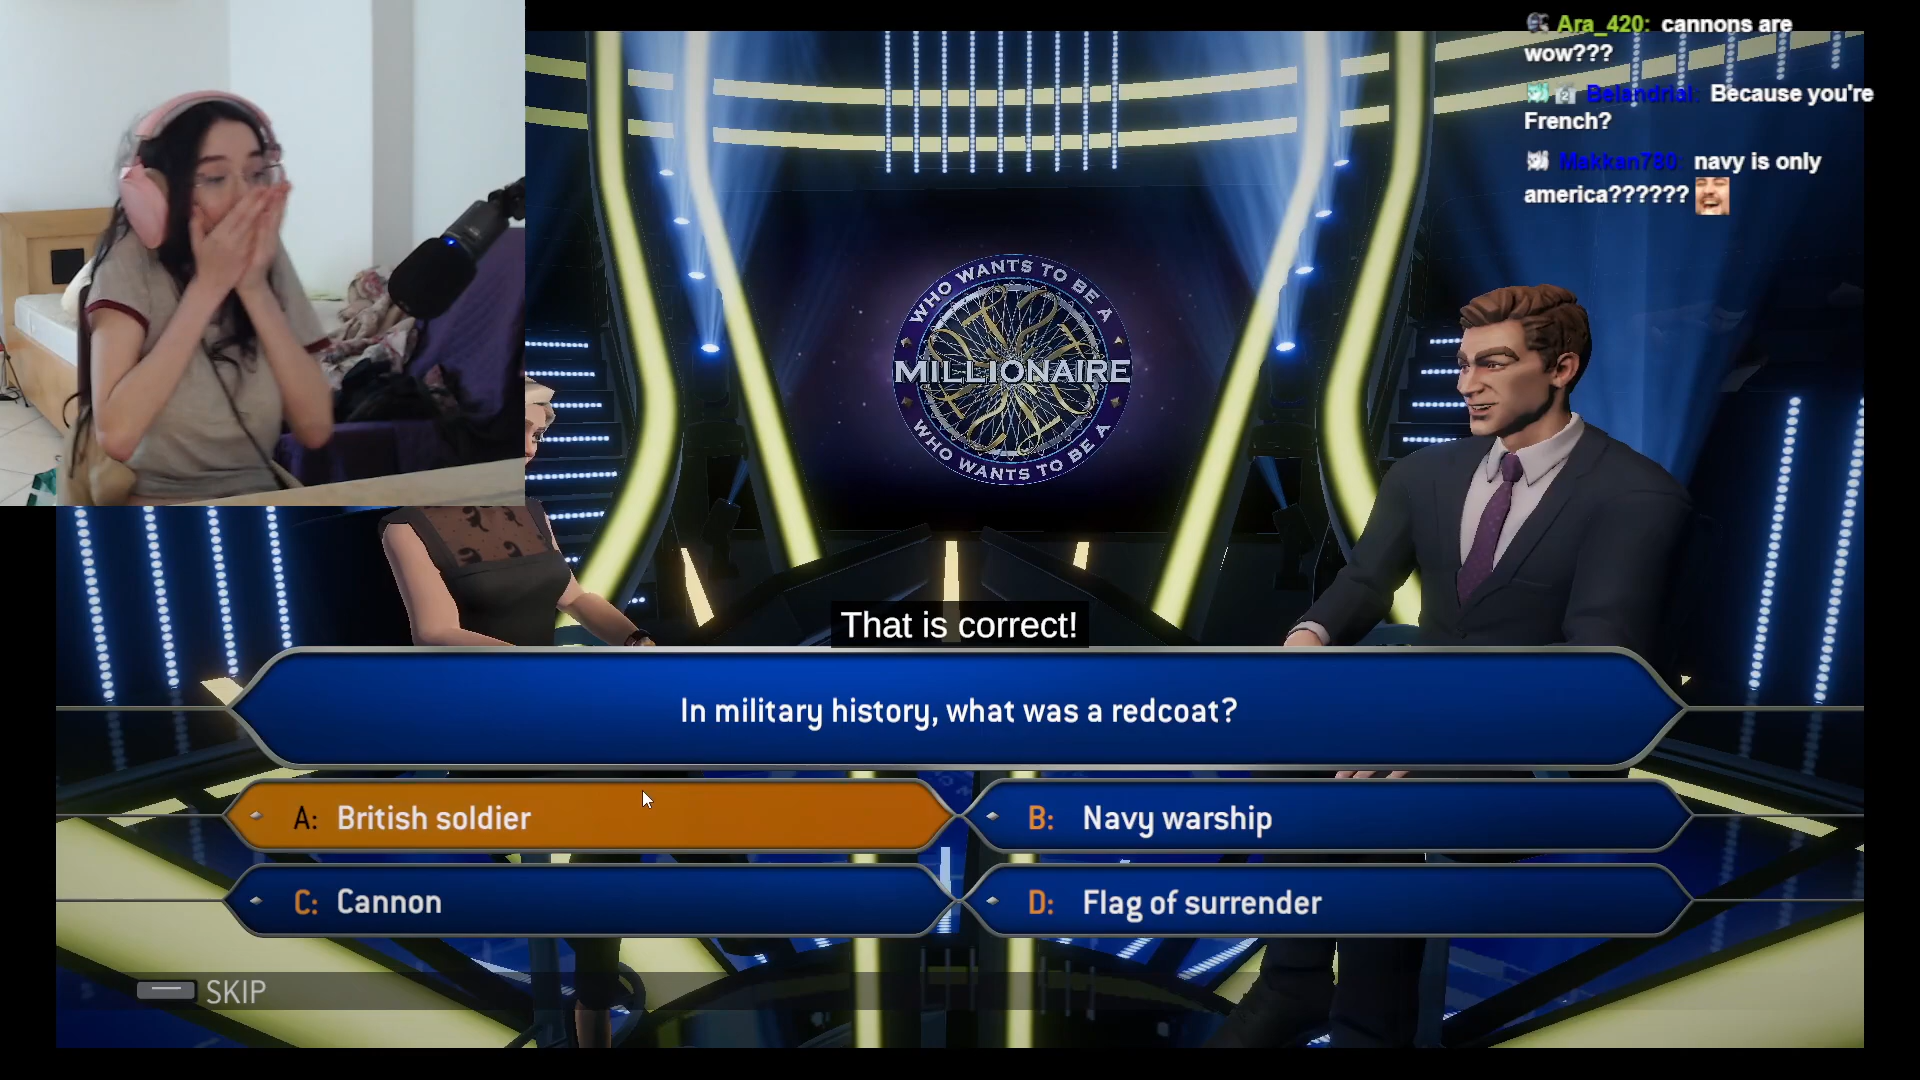 Ara_420: cannons are
wow???
Belandrial: Because you're
French?
Makkan780: navy is only
america??????
WHO WANTS TO BE A
MILLIONAIRE
WHO WANTS TO BE A
That is correct!
In military history, what was a redcoat?
A: British soldier
B: Navy warship
C: Cannon
D: Flag of surrender
SKIP